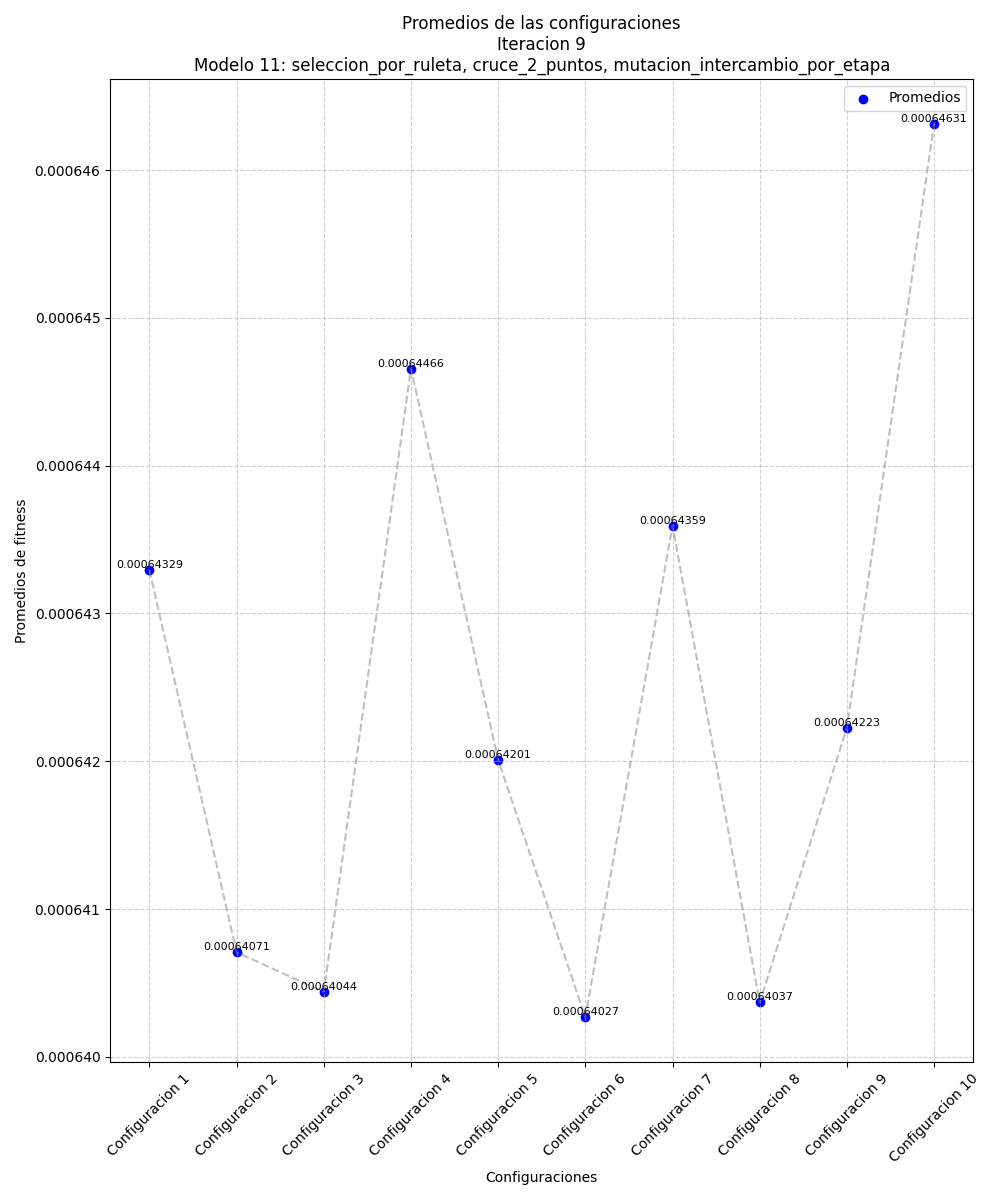 Promedios de las configuraciones
Iteracion 9
Modelo 11: seleccion_por_ruleta, cruce_2_puntos, mutacion_intercambio_por_etapa
Promedios
0.00064631
0.000646
0.000645
0.00064466
0.000644
0.00064359
0.00064329
0.000643
0.00064223
0.00064201
0.000642
0.000641
0.00064071
0.00064044
0.00064037
0.00064027
0.000640
Promedios de fitness
Configuracion 1
Configuracion 2
Configuracion 3
Configuracion 4
Configuracion 5
Configuracion 6
Configuracion 7
Configuracion 8
Configuracion 9
Configuracion 10
Configuraciones